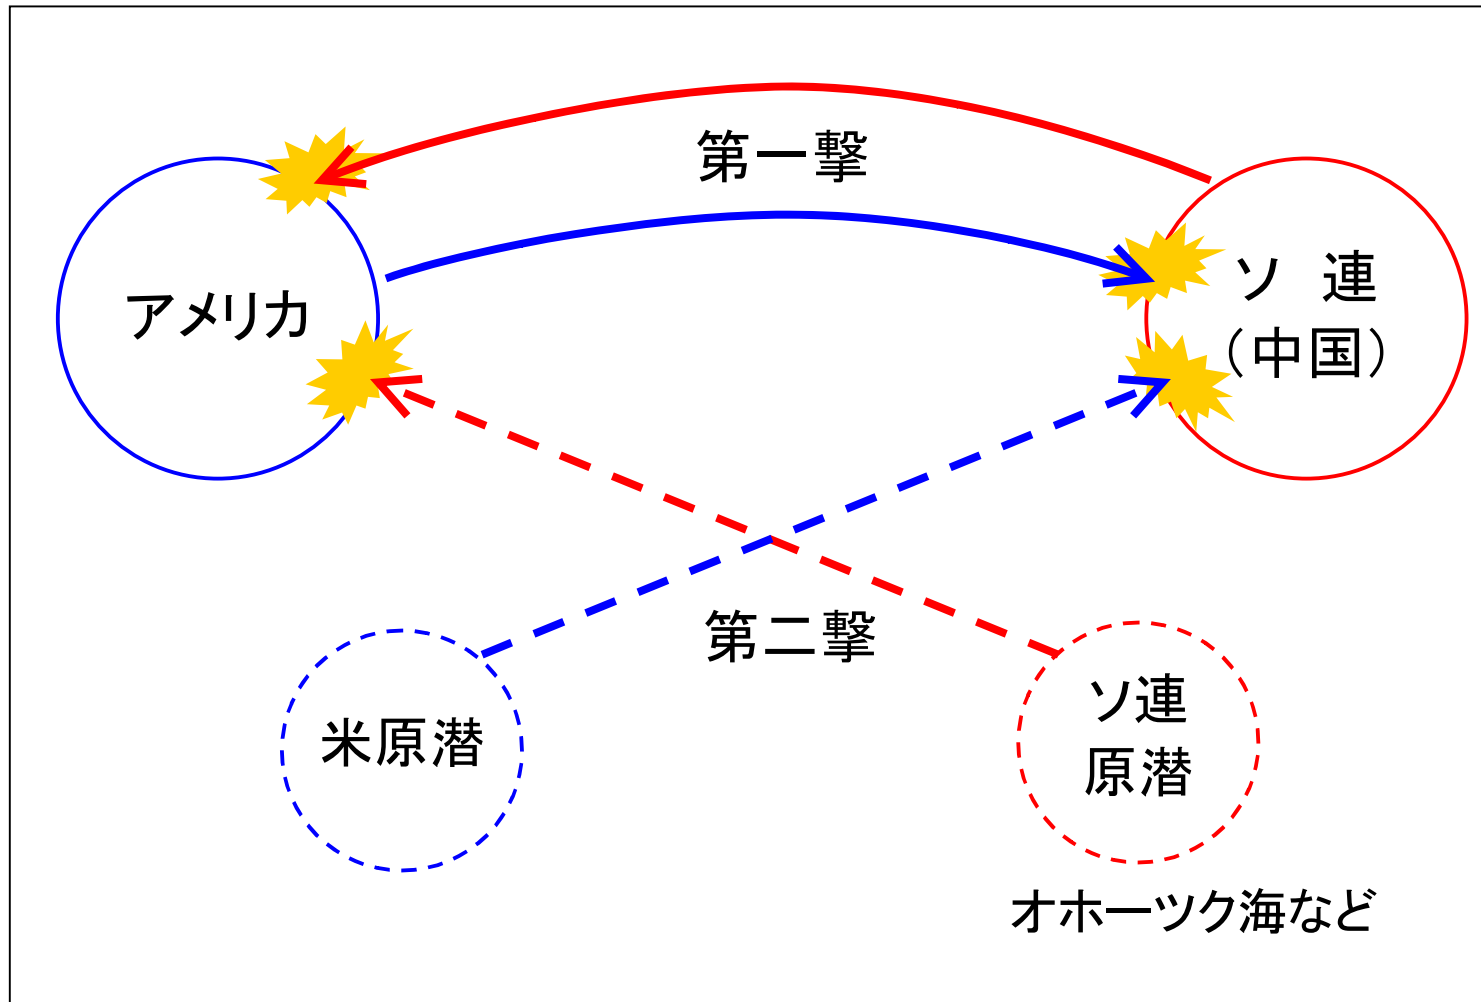 第一撃
アメリカ
ソ　連
（中国）
第二撃
米原潜
ソ連
原潜
オホーツク海など